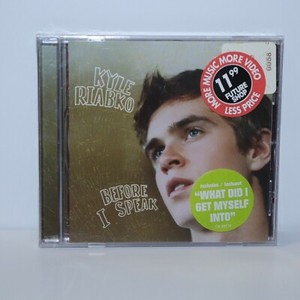 KYLE
RIABKO
BEFORE
I SPEAK
MORE MUSIC MORE VIDEO
11.99
FUTURE
SHOP
LESS PRICE
includes / incluant
"WHAT DID I
GET MYSELF
INTO"